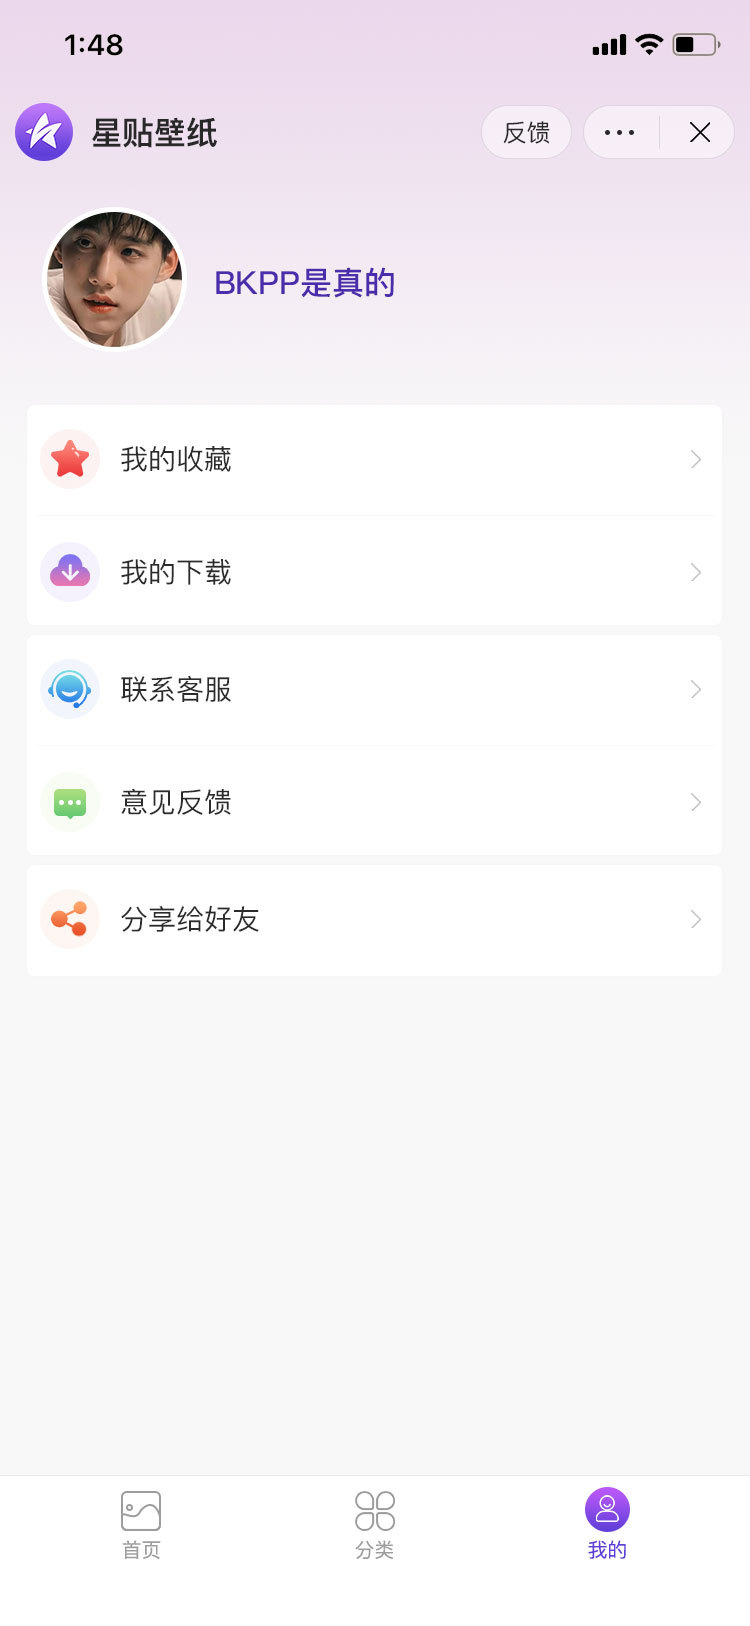 1:48
星贴壁纸
反馈
BKPP是真的
我的收藏
我的下载
联系客服
意见反馈
分享给好友
首页
分类
我的